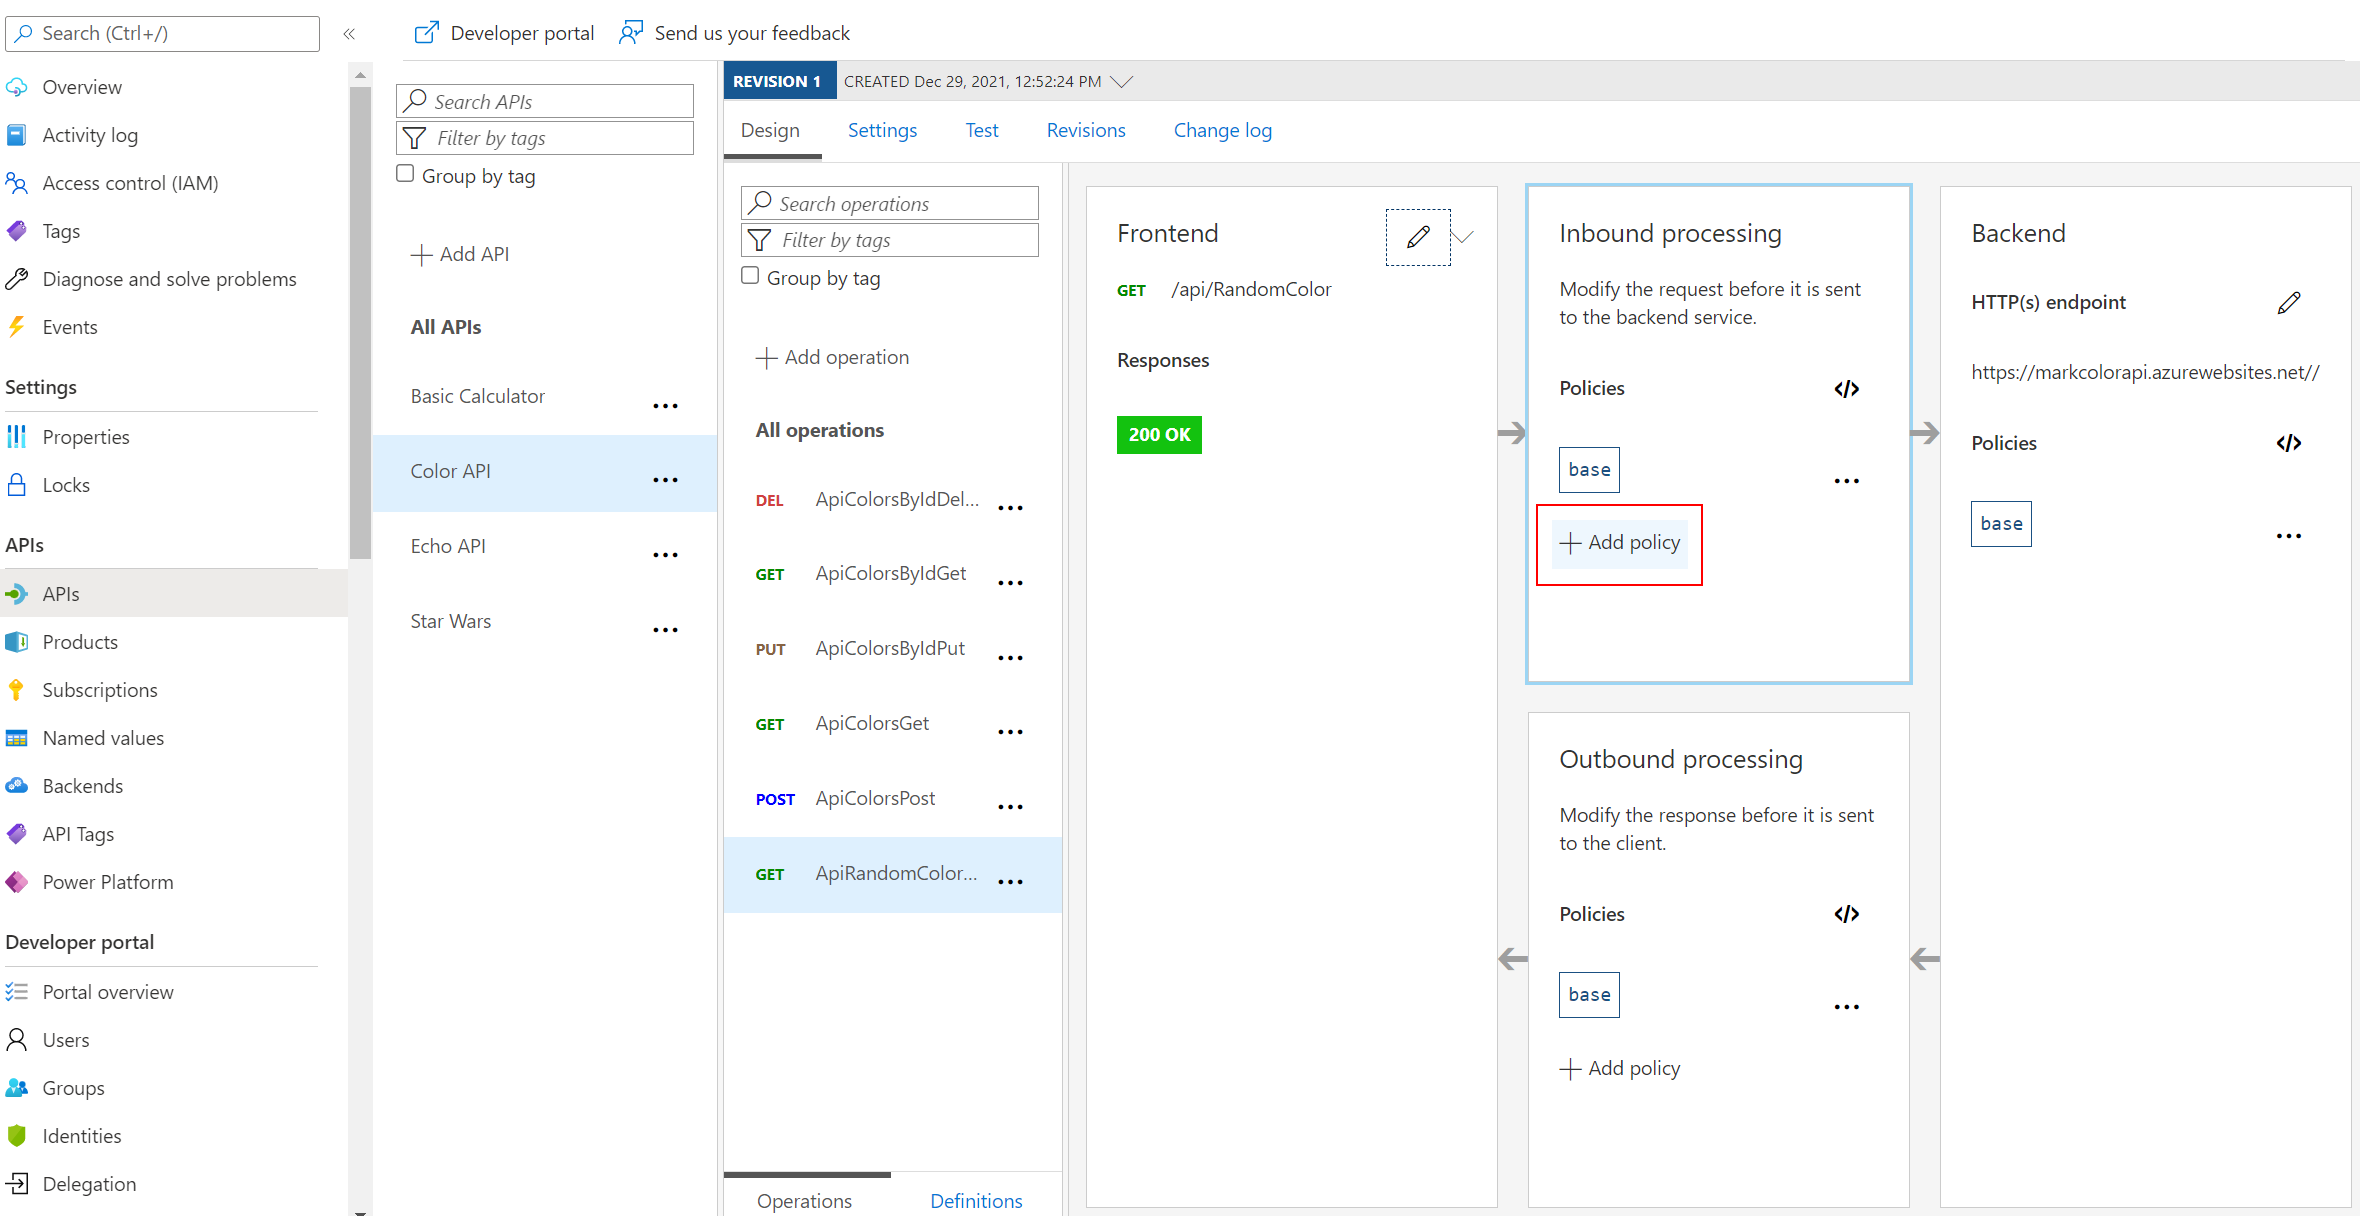 Search (Ctrl+/)
«
Overview
Activity log
Access control (IAM)
Tags
Diagnose and solve problems
Events
Settings
Properties
Locks
APIs
APIs
Products
Subscriptions
Named values
Backends
API Tags
Power Platform
Developer portal
Portal overview
Users
Groups
Identities
Delegation
Developer portal
Send us your feedback
Search APIs
Filter by tags
Group by tag
Add API
All APIs
Basic Calculator
Color API
Echo API
Star Wars
REVISION 1
CREATED Dec 29, 2021, 12:52:24 PM
Design
Settings
Test
Revisions
Change log
Search operations
Filter by tags
Group by tag
Add operation
All operations
DEL ApiColorsByIdDel...
GET ApiColorsByIdGet
PUT ApiColorsByIdPut
GET ApiColorsGet
POST ApiColorsPost
GET ApiRandomColor...
Operations
Definitions
Frontend
GET /api/RandomColor
Responses
200 OK
Inbound processing
Modify the request before it is sent
to the backend service.
Policies </>
base
Add policy
Outbound processing
Modify the response before it is sent
to the client.
Policies </>
base
Add policy
Backend
HTTP(s) endpoint
https://markcolorapi.azurewebsites.net//
Policies </>
base